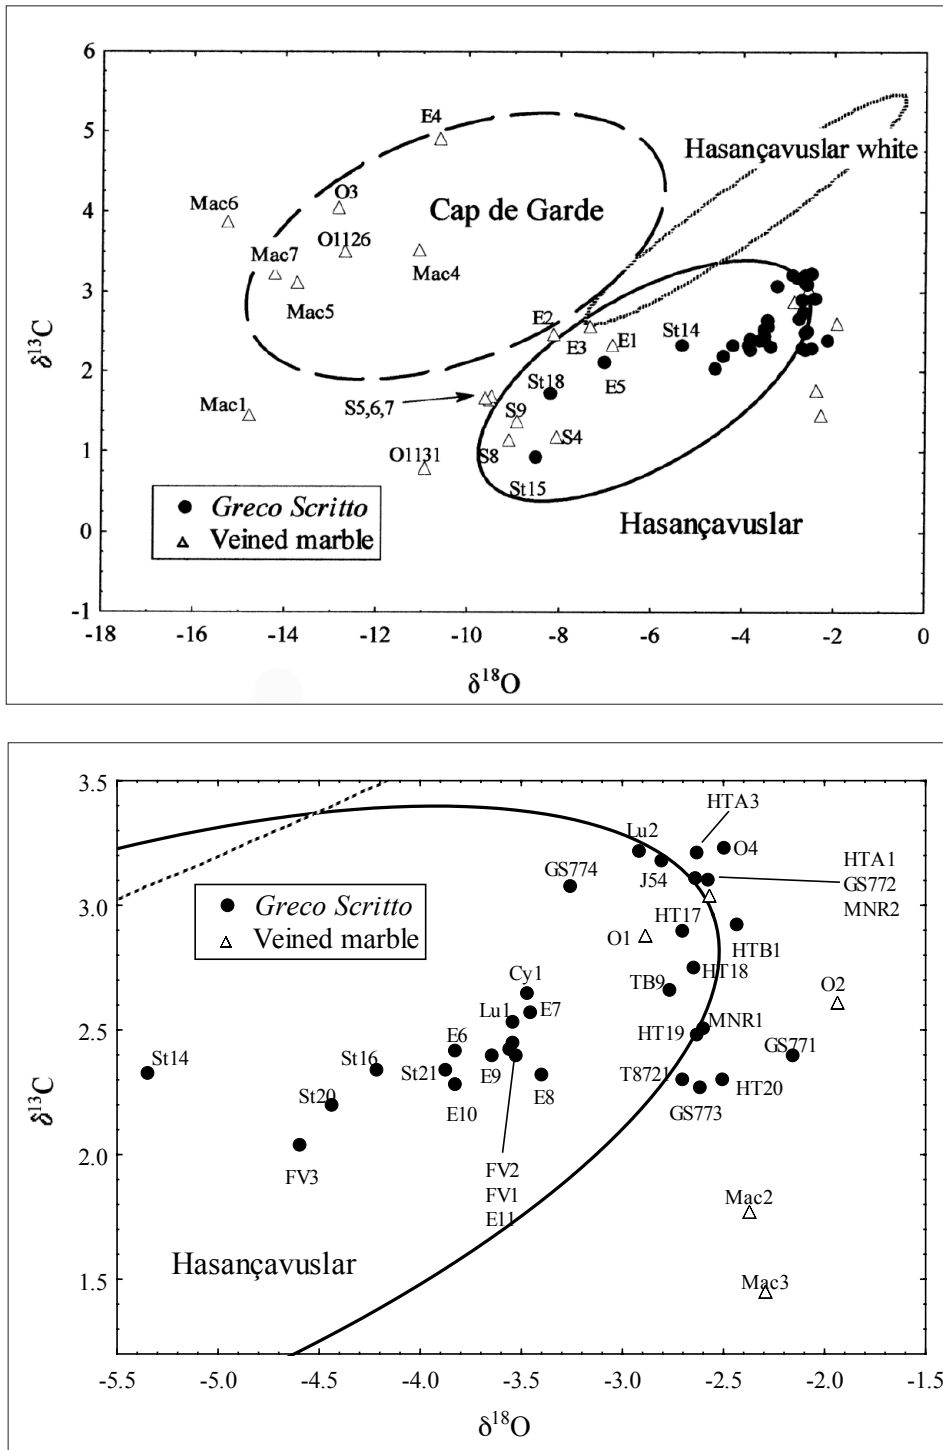 6
5
4
3
2
1
0
-1
δ¹³C
E4
Hasançavuslar white
Mac6
O3
Cap de Garde
O1126
Mac7
Mac4
Mac5
E2
E3
E1
St14
St18
E5
Mac1
S5,6,7
S9
S4
S8
O1131
St15
Greco Scritto
Veined marble
Hasançavuslar
-18
-16
-14
-12
-10
-8
-6
-4
-2
0
δ¹⁸O
3.5
3.0
2.5
2.0
1.5
δ¹³C
HTA3
Lu2
O4
GS774
J54
HTA1
GS772
MNR2
Greco Scritto
Veined marble
HT17
O1
HTB1
Cy1
TB9
HT18
O2
Lu1
E7
HT19
MNR1
St14
St16
E6
St21
E9
E8
T8721
GS771
St20
E10
GS773
HT20
FV3
FV2
FV1
E11
Mac2
Hasançavuslar
Mac3
-5.5
-5.0
-4.5
-4.0
-3.5
-3.0
-2.5
-2.0
-1.5
δ¹⁸O